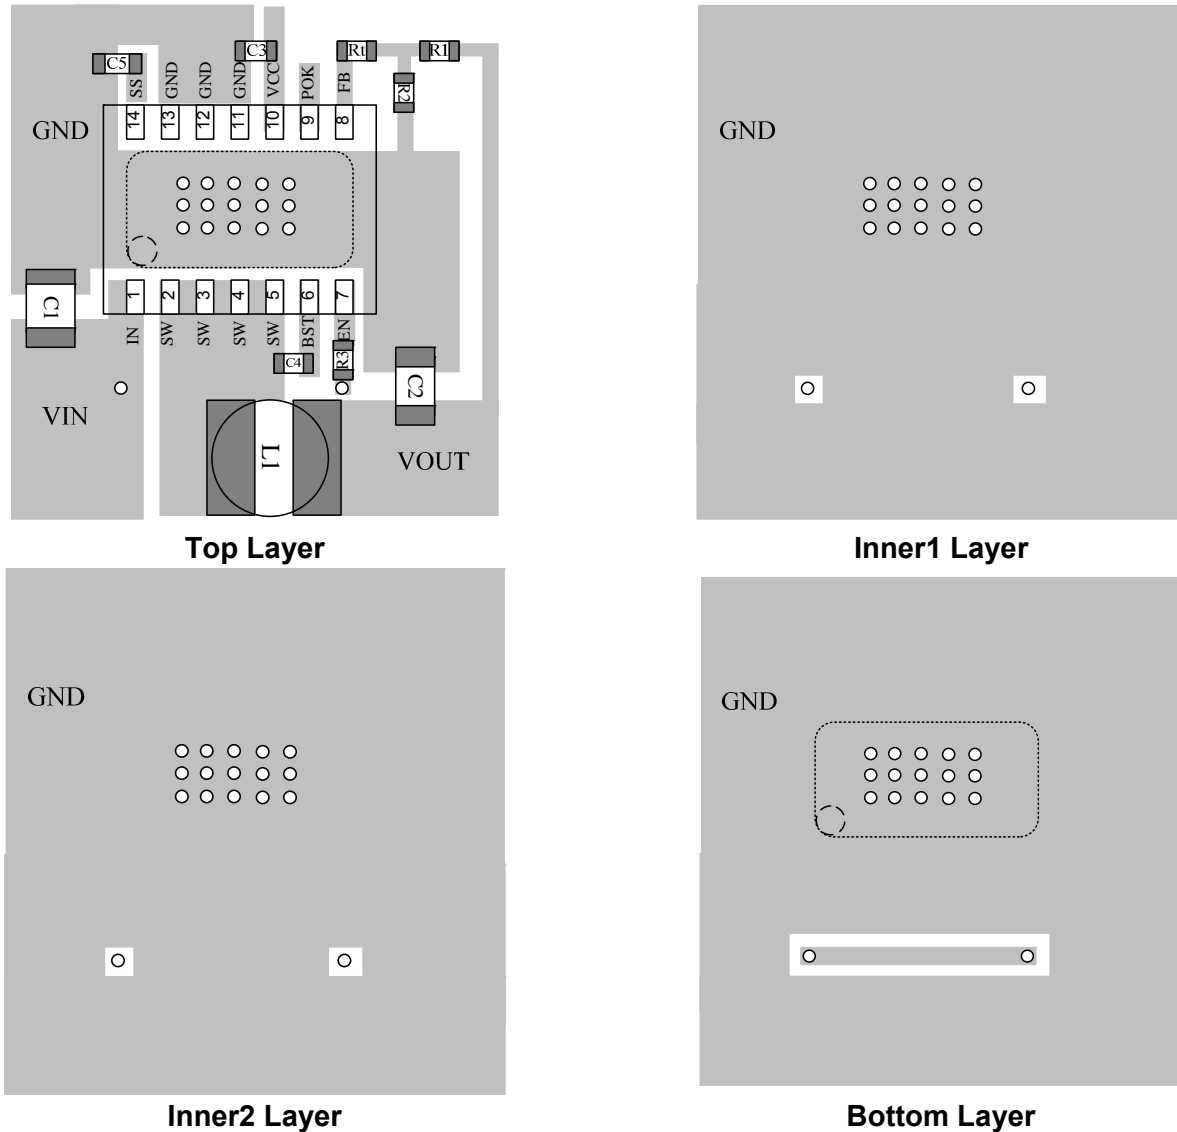 C5
C3
Rt
R1
R2
SS
GND
GND
GND
VCC
POK
FB
14
13
12
11
10
9
8
GND
1
2
3
4
5
6
7
IN
SW
SW
SW
SW
BST
EN
C1
C4
R3
C2
VIN
L1
VOUT
Top Layer
GND
Inner1 Layer
GND
Inner2 Layer
GND
Bottom Layer